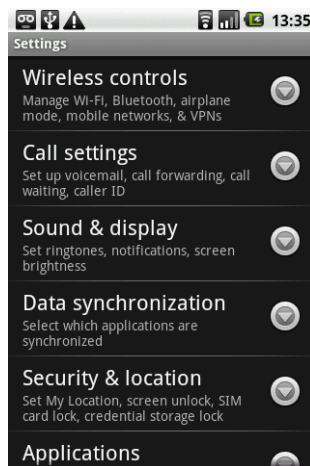 13:35
Settings
Wireless controls
Manage Wi-Fi, Bluetooth, airplane
mode, mobile networks, & VPNs
Call settings
Set up voicemail, call forwarding, call
waiting, caller ID
Sound & display
Set ringtones, notifications, screen
brightness
Data synchronization
Select which applications are
synchronized
Security & location
Set My Location, screen unlock, SIM
card lock, credential storage lock
Applications